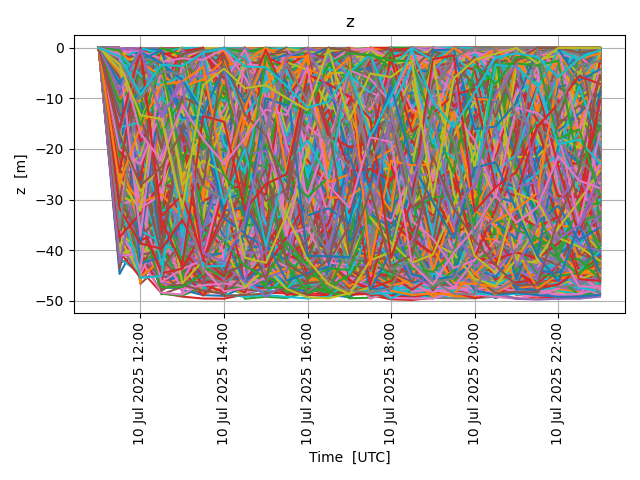 z
0
−10
−20
−30
−40
−50
z [m]
10 Jul 2025 12:00
10 Jul 2025 14:00
10 Jul 2025 16:00
10 Jul 2025 18:00
10 Jul 2025 20:00
10 Jul 2025 22:00
Time [UTC]